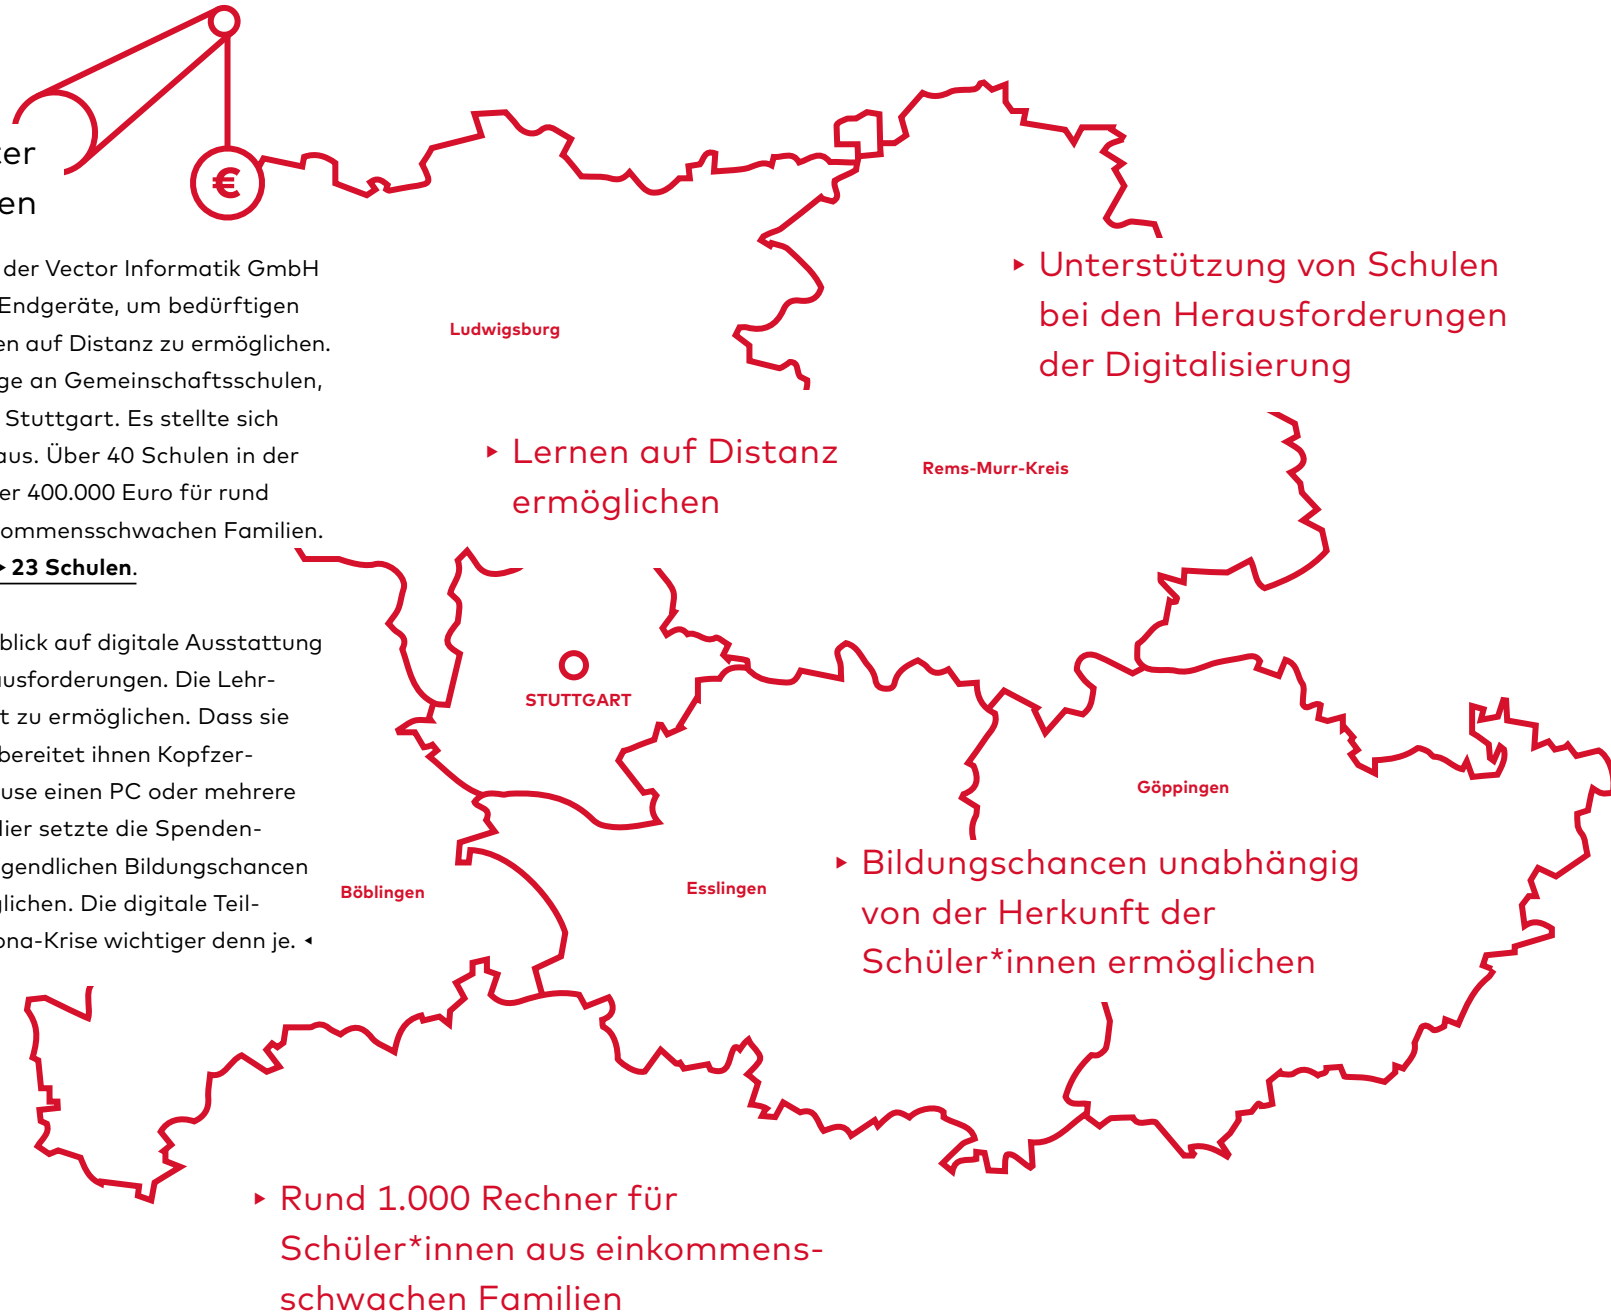 ter
en
€
der Vector Informatik GmbH
Endgeräte, um bedürftigen
en auf Distanz zu ermöglichen.
ge an Gemeinschaftsschulen,
Stuttgart. Es stellte sich
aus. Über 40 Schulen in der
er 400.000 Euro für rund
ommensschwachen Familien.
▸ 23 Schulen.
blick auf digitale Ausstattung
ausforderungen. Die Lehr-
t zu ermöglichen. Dass sie
bereitet ihnen Kopfzer-
use einen PC oder mehrere
Hier setzte die Spenden-
gendlichen Bildungschancen
glichen. Die digitale Teil-
ona-Krise wichtiger denn je. ◂
Ludwigsburg
▸ Unterstützung von Schulen
bei den Herausforderungen
der Digitalisierung
▸ Lernen auf Distanz
ermöglichen
Rems-Murr-Kreis
STUTTGART
Göppingen
Böblingen
Esslingen
▸ Bildungschancen unabhängig
von der Herkunft der
Schüler*innen ermöglichen
▸ Rund 1.000 Rechner für
Schüler*innen aus einkommens-
schwachen Familien